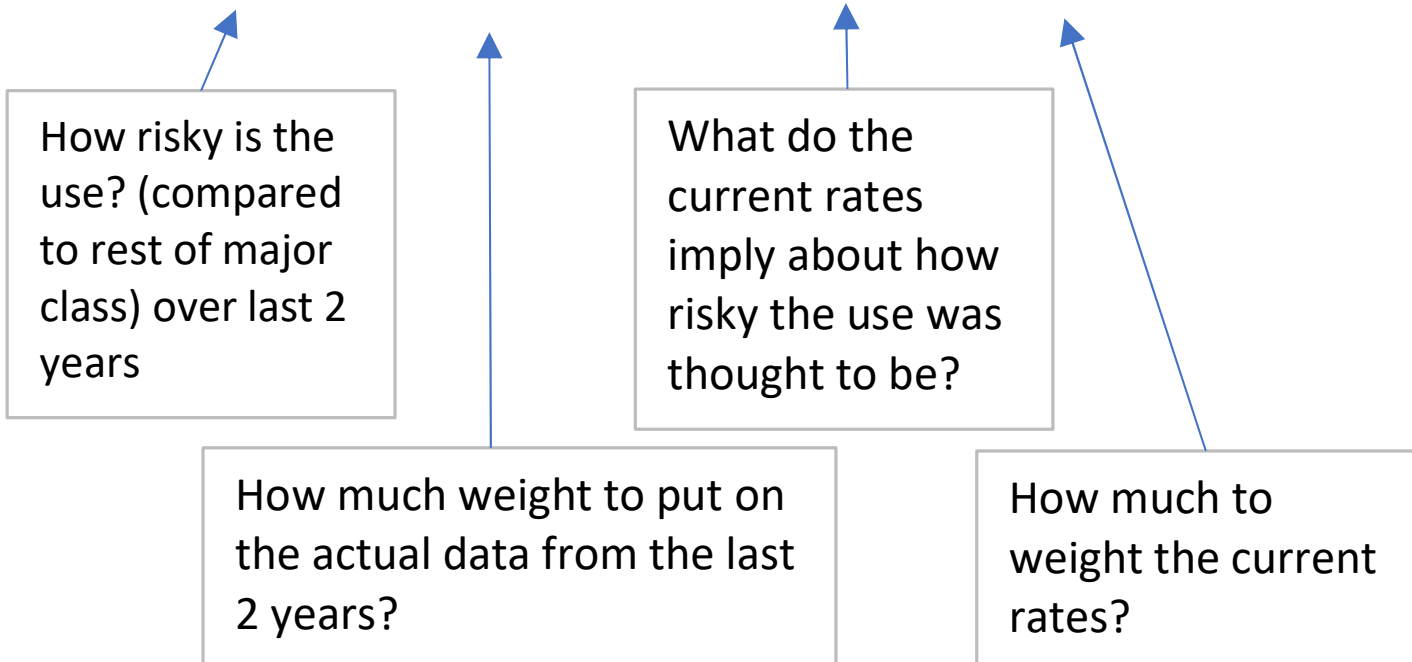 How risky is the
use? (compared
to rest of major
class) over last 2
years
What do the
current rates
imply about how
risky the use was
thought to be?
How much weight to put on
the actual data from the last
2 years?
How much to
weight the current
rates?